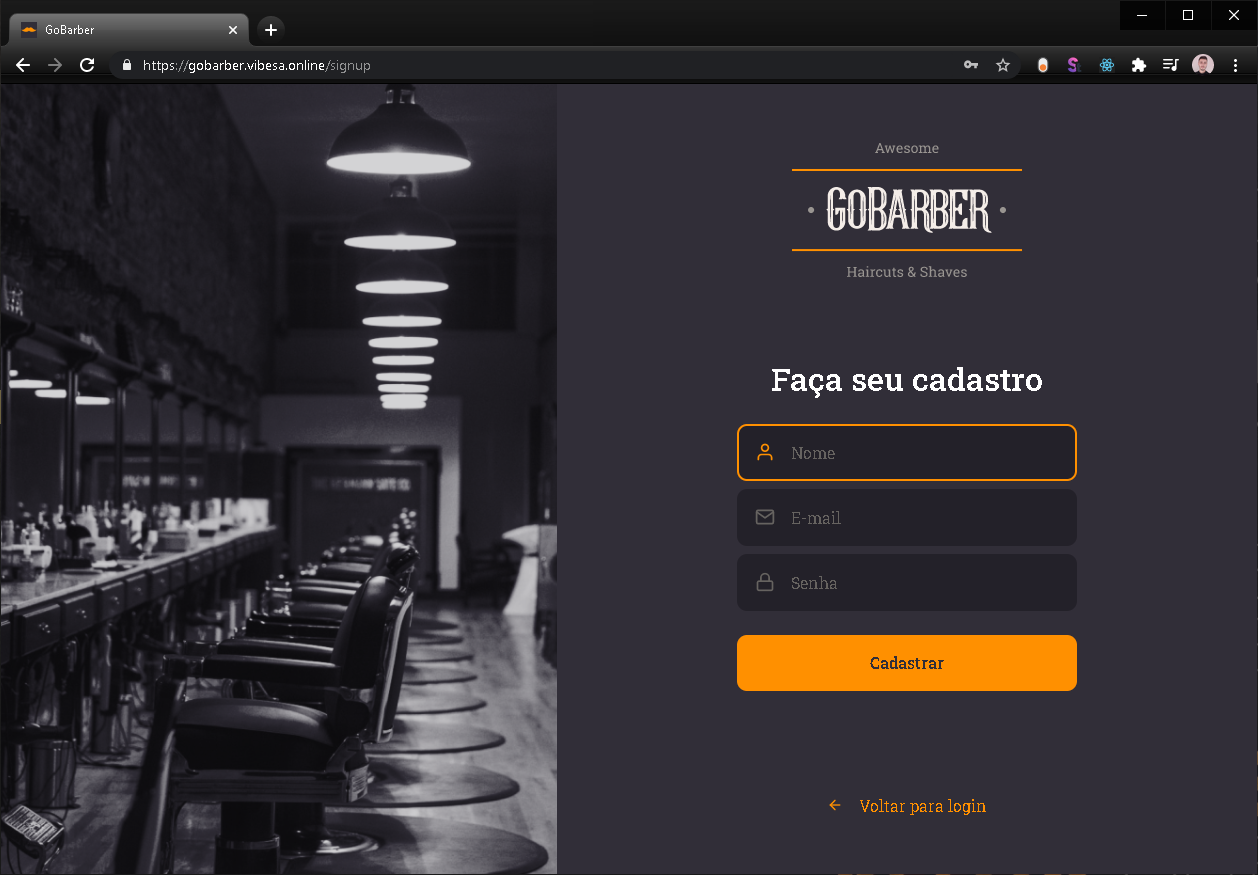 GoBarber
https://gobarber.vibesa.online/signup
Awesome
GOBARBER
Haircuts & Shaves
Faça seu cadastro
Nome
E-mail
Senha
Cadastrar
Voltar para login